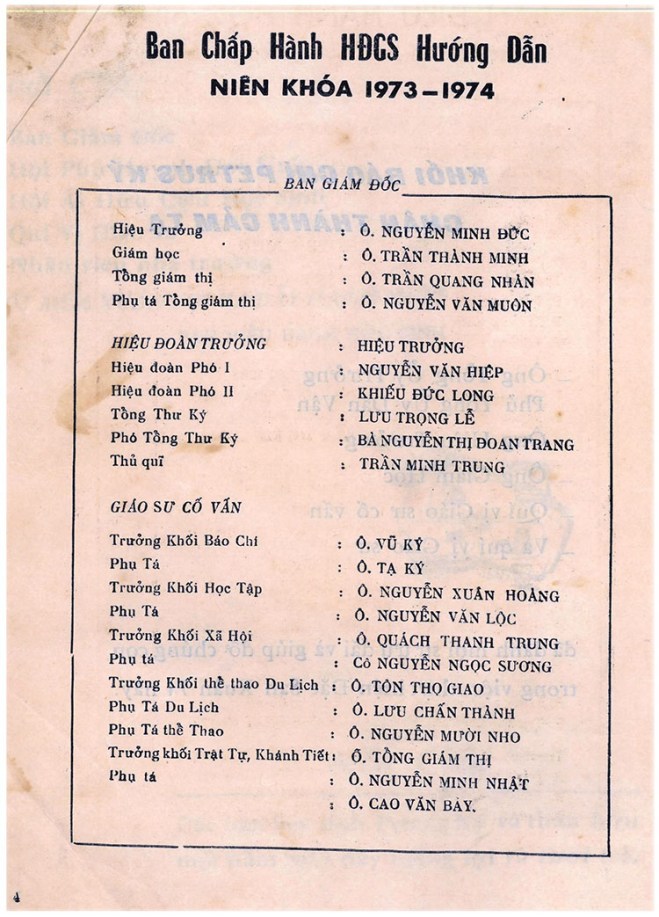 Ban Chấp Hành HĐGS Hướng Dẫn
NIÊN KHÓA 1973-1974
BAN GIÁM ĐỐC
Hiệu Trưởng : Ô. NGUYỄN MINH ĐỨC
Giám học : Ô. TRẦN THÀNH MINH
Tổng giám thị : Ô. TRẦN QUANG NHÀN
Phụ tá Tổng giám thị : Ô. NGUYỄN VĂN MUÔN
HIỆU ĐOÀN TRƯỞNG : HIỆU TRƯỞNG
Hiệu đoàn Phó I : NGUYỄN VĂN HIỆP
Hiệu đoàn Phó II : KHIẾU ĐỨC LONG
Tổng Thư Ký : LƯU TRỌNG LỄ
Phó Tổng Thư Ký : BÀ NGUYỄN THỊ ĐOAN TRANG
Thủ quĩ : TRẦN MINH TRUNG
GIÁO SƯ CỐ VẤN
Trưởng Khối Báo Chí : Ô. VŨ KÝ
Phụ Tá : Ô. TẠ KÝ
Trưởng Khối Học Tập : Ô. NGUYỄN XUÂN HOÀNG
Phụ Tá : Ô. NGUYỄN VĂN LỘC
Trưởng Khối Xã Hội : Ô. QUÁCH THANH TRUNG
Phụ tá : Cô NGUYỄN NGỌC SƯƠNG
Trưởng Khối thể thao Du Lịch : Ô. TÔN THỌ GIAO
Phụ Tá Du Lịch : Ô. LƯU CHẤN THÀNH
Phụ Tá thể Thao : Ô. NGUYỄN MƯỜI NHO
Trưởng khối Trật Tự, Khánh Tiết : Ô. TỔNG GIÁM THỊ
Phụ tá : Ô. NGUYỄN MINH NHẬT
: Ô. CAO VĂN BẢY.
4